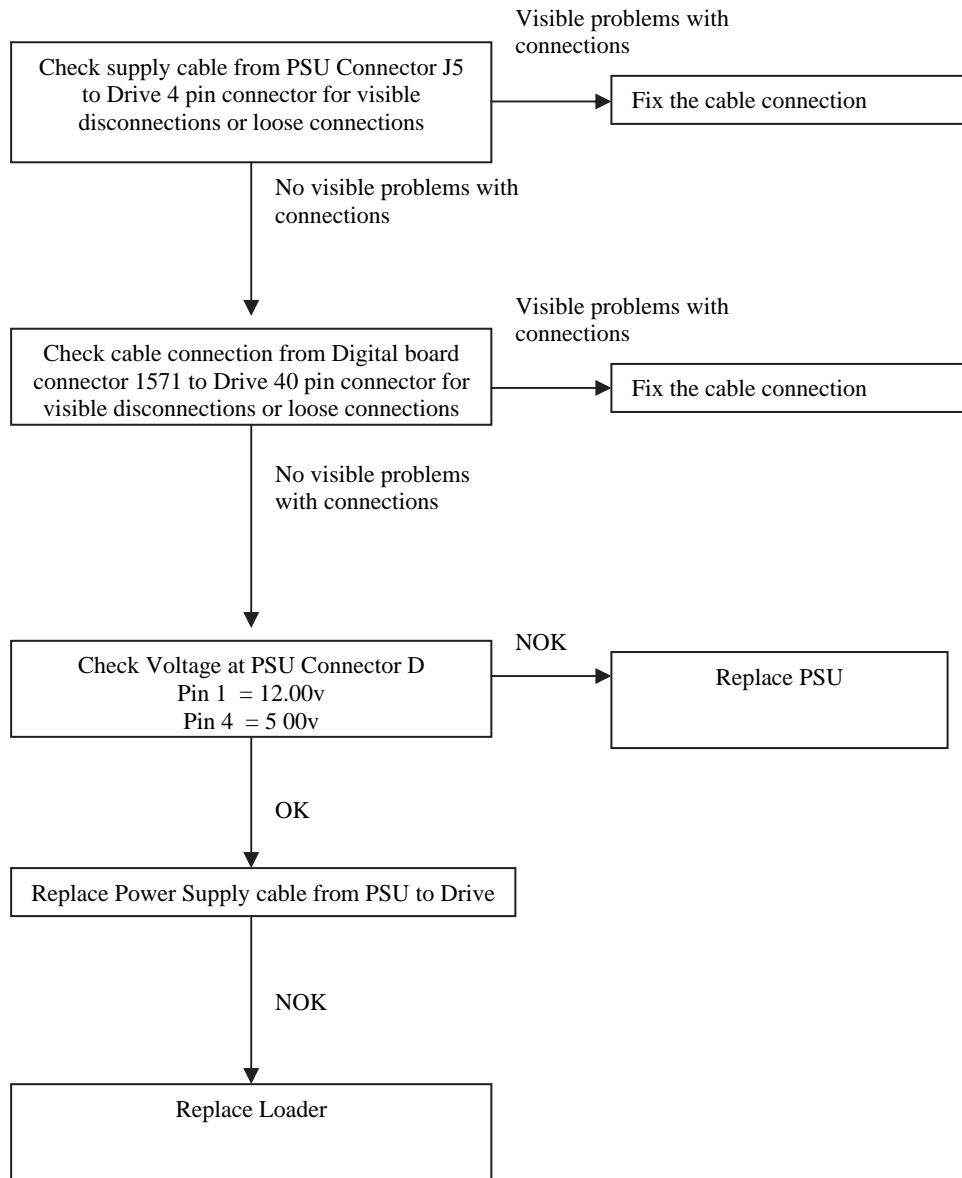 Visible problems with
connections
Check supply cable from PSU Connector J5
to Drive 4 pin connector for visible
disconnections or loose connections
Fix the cable connection
No visible problems with
connections
Visible problems with
connections
Check cable connection from Digital board
connector 1571 to Drive 40 pin connector for
visible disconnections or loose connections
Fix the cable connection
No visible problems
with connections
Check Voltage at PSU Connector D
Pin 1 = 12.00v
Pin 4 = 5 00v
NOK
Replace PSU
OK
Replace Power Supply cable from PSU to Drive
NOK
Replace Loader